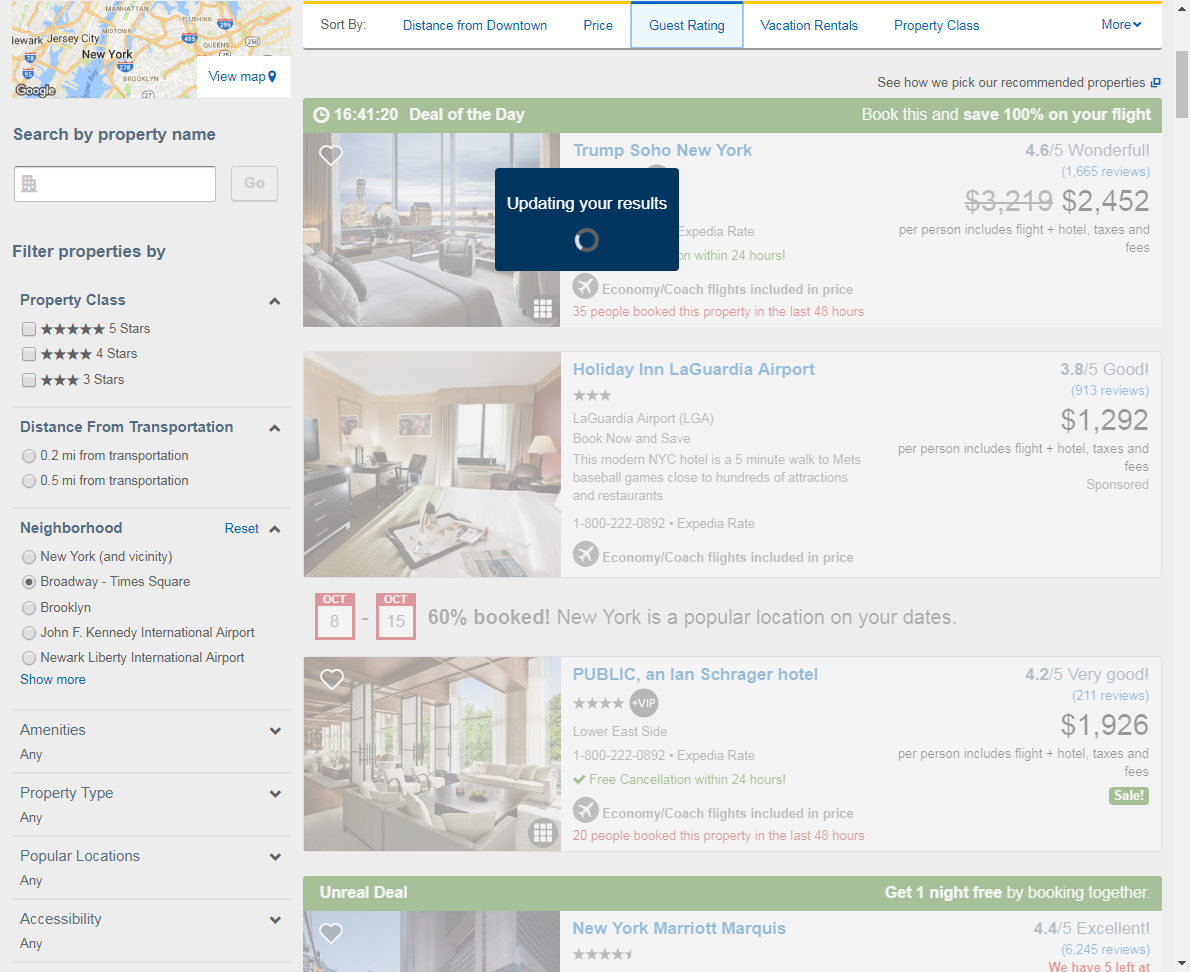 MANHATTAN
FLUSHING
lewark
Jersey City
MIDTOWN
295
495
QUEENS
258
New York
78
278
95
BROOKLYN
27
View map
Google
Search by property name
Go
Filter properties by
Property Class
5 Stars
4 Stars
3 Stars
Distance From Transportation
0.2 mi from transportation
0.5 mi from transportation
Neighborhood Reset
New York (and vicinity)
Broadway - Times Square
Brooklyn
John F. Kennedy International Airport
Newark Liberty International Airport
Show more
Amenities
Any
Property Type
Any
Popular Locations
Any
Accessibility
Any
Sort By: Distance from Downtown Price Guest Rating Vacation Rentals Property Class More
See how we pick our recommended properties
16:41:20 Deal of the Day Book this and save 100% on your flight
Trump Soho New York
4.6/5 Wonderful!
(1,665 reviews)
$3,219 $2,452
per person includes flight + hotel, taxes and
fees
Updating your results
Expedia Rate
within 24 hours!
Economy/Coach flights included in price
35 people booked this property in the last 48 hours
Holiday Inn LaGuardia Airport
LaGuardia Airport (LGA)
Book Now and Save
This modern NYC hotel is a 5 minute walk to Mets
baseball games close to hundreds of attractions
and restaurants
1-800-222-0892 • Expedia Rate
Economy/Coach flights included in price
3.8/5 Good!
(913 reviews)
$1,292
per person includes flight + hotel, taxes and
fees
Sponsored
OCT 8 - OCT 15 60% booked! New York is a popular location on your dates.
PUBLIC, an Ian Schrager hotel
+VIP
Lower East Side
1-800-222-0892 • Expedia Rate
Free Cancellation within 24 hours!
Economy/Coach flights included in price
20 people booked this property in the last 48 hours
4.2/5 Very good!
(211 reviews)
$1,926
per person includes flight + hotel, taxes and
fees
Sale!
Unreal Deal Get 1 night free by booking together.
New York Marriott Marquis
4.4/5 Excellent!
(6,245 reviews)
We have 5 left at